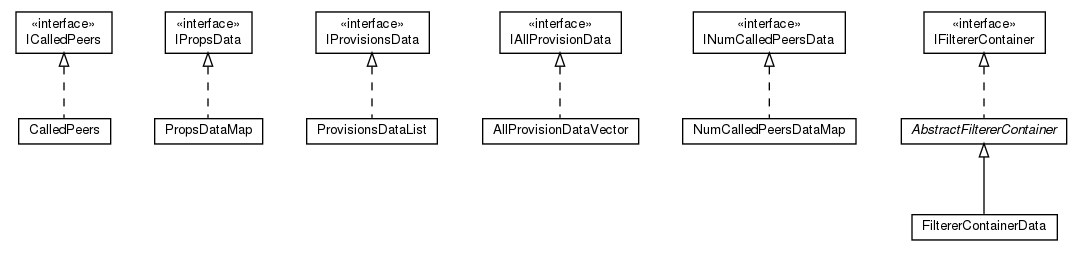 «interface»
ICalledPeers
«interface»
IPropsData
«interface»
IProvisionsData
«interface»
IAllProvisionData
«interface»
INumCalledPeersData
«interface»
IFiltererContainer
CalledPeers
PropsDataMap
ProvisionsDataList
AllProvisionDataVector
NumCalledPeersDataMap
AbstractFiltererContainer
FiltererContainerData